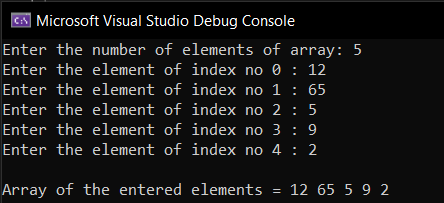 Microsoft Visual Studio Debug Console
Enter the number of elements of array: 5
Enter the element of index no 0 : 12
Enter the element of index no 1 : 65
Enter the element of index no 2 : 5
Enter the element of index no 3 : 9
Enter the element of index no 4 : 2
Array of the entered elements = 12 65 5 9 2